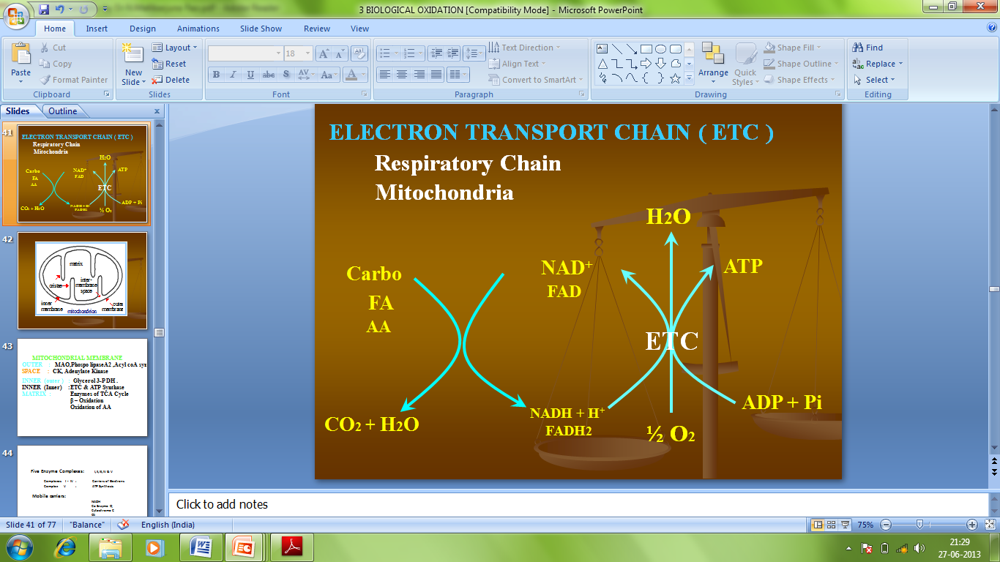 3 BIOLOGICAL OXIDATION [Compatibility Mode] - Microsoft PowerPoint
Home Insert Design Animations Slide Show Review View
Paste
Cut
Copy
Format Painter
Clipboard
New Slide
Layout
Reset
Delete
Slides
18
B I U abc S AV Aa A
Font
Paragraph
Text Direction
Align Text
Convert to SmartArt
Arrange
Quick Styles
Shape Fill
Shape Outline
Shape Effects
Drawing
Find
Replace
Select
Editing
Slides Outline x
41
ELECTRON TRANSPORT CHAIN ( ETC )
Respiratory Chain
Mitochondria
H2O
Carbo
FA
AA
NAD+
FAD
ATP
ETC
CO2 + H2O
NADH + H+
FADH2
½ O2
ADP + Pi
42
matrix
cristae
inter-
membrane
space
inner
membrane
mitochondrion
outer
membrane
43
MITOCHONDRIAL MEMBRANE
OUTER : MAO,Phospo lipaseA2 ,Acyl coA syn
SPACE : CK, Adenylate Kinase
INNER (outer ). : Glycerol 3-PDH .
INNER (Inner) :ETC & ATP Synthase
MATRIX : Enzymes of TCA Cycle
β – Oxidation
Oxidation of AA
44
Five Enzyme Complexes:
Complexes I - IV : Carriers of Electrons
Complex V : ATP Synthesis
Mobile carriers:
NADH
Co Enzyme Q
Cytochrome C
ELECTRON TRANSPORT CHAIN ( ETC )
Respiratory Chain
Mitochondria
H2O
Carbo
FA
AA
NAD+
FAD
ATP
ETC
CO2 + H2O
NADH + H+
FADH2
½ O2
ADP + Pi
Click to add notes
Slide 41 of 77 "Balance" English (India) 75%
21:29
27-06-2013